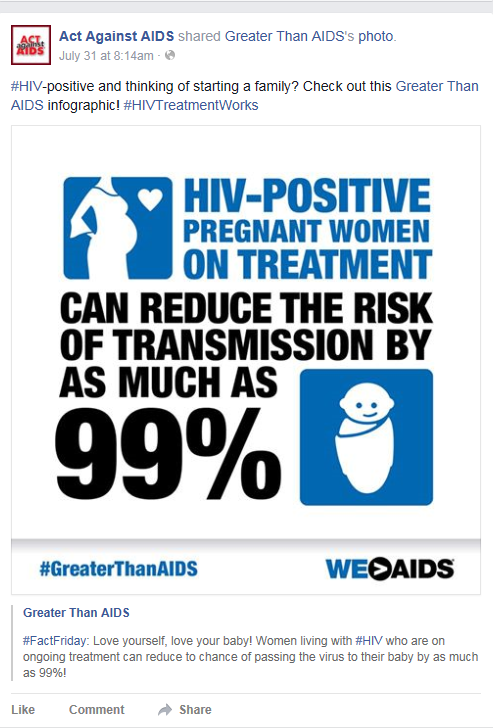 ACT
against
AIDS
Act Against AIDS shared Greater Than AIDS's photo.
July 31 at 8:14am ·
#HIV-positive and thinking of starting a family? Check out this Greater Than
AIDS infographic! #HIVTreatmentWorks
HIV-POSITIVE
PREGNANT WOMEN
ON TREATMENT
CAN REDUCE THE RISK
OF TRANSMISSION BY
AS MUCH AS
99%
#GreaterThanAIDS
WE>AIDS
Greater Than AIDS
#FactFriday: Love yourself, love your baby! Women living with #HIV who are on
ongoing treatment can reduce to chance of passing the virus to their baby by as much
as 99%!
Like Comment Share